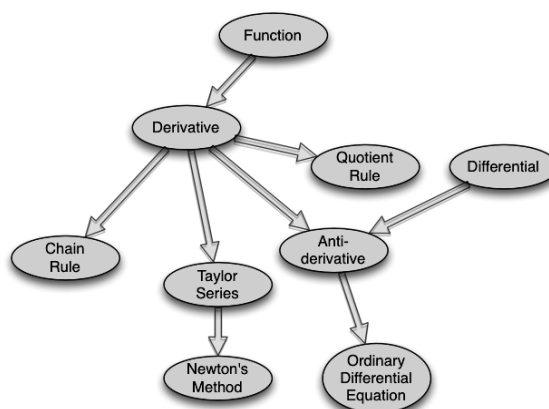 Function
Derivative
Quotient
Rule
Differential
Chain
Rule
Taylor
Series
Anti-
derivative
Newton's
Method
Ordinary
Differential
Equation